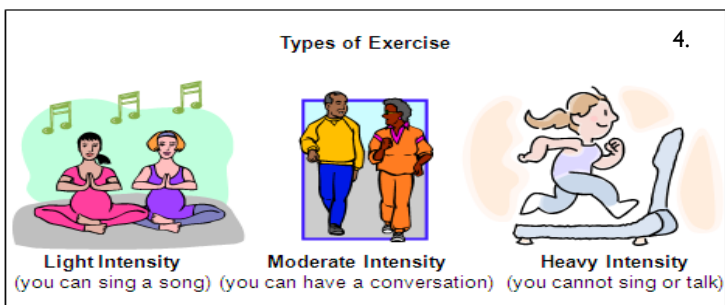 Types of Exercise
4.
Light Intensity
(you can sing a song)
Moderate Intensity
(you can have a conversation)
Heavy Intensity
(you cannot sing or talk)